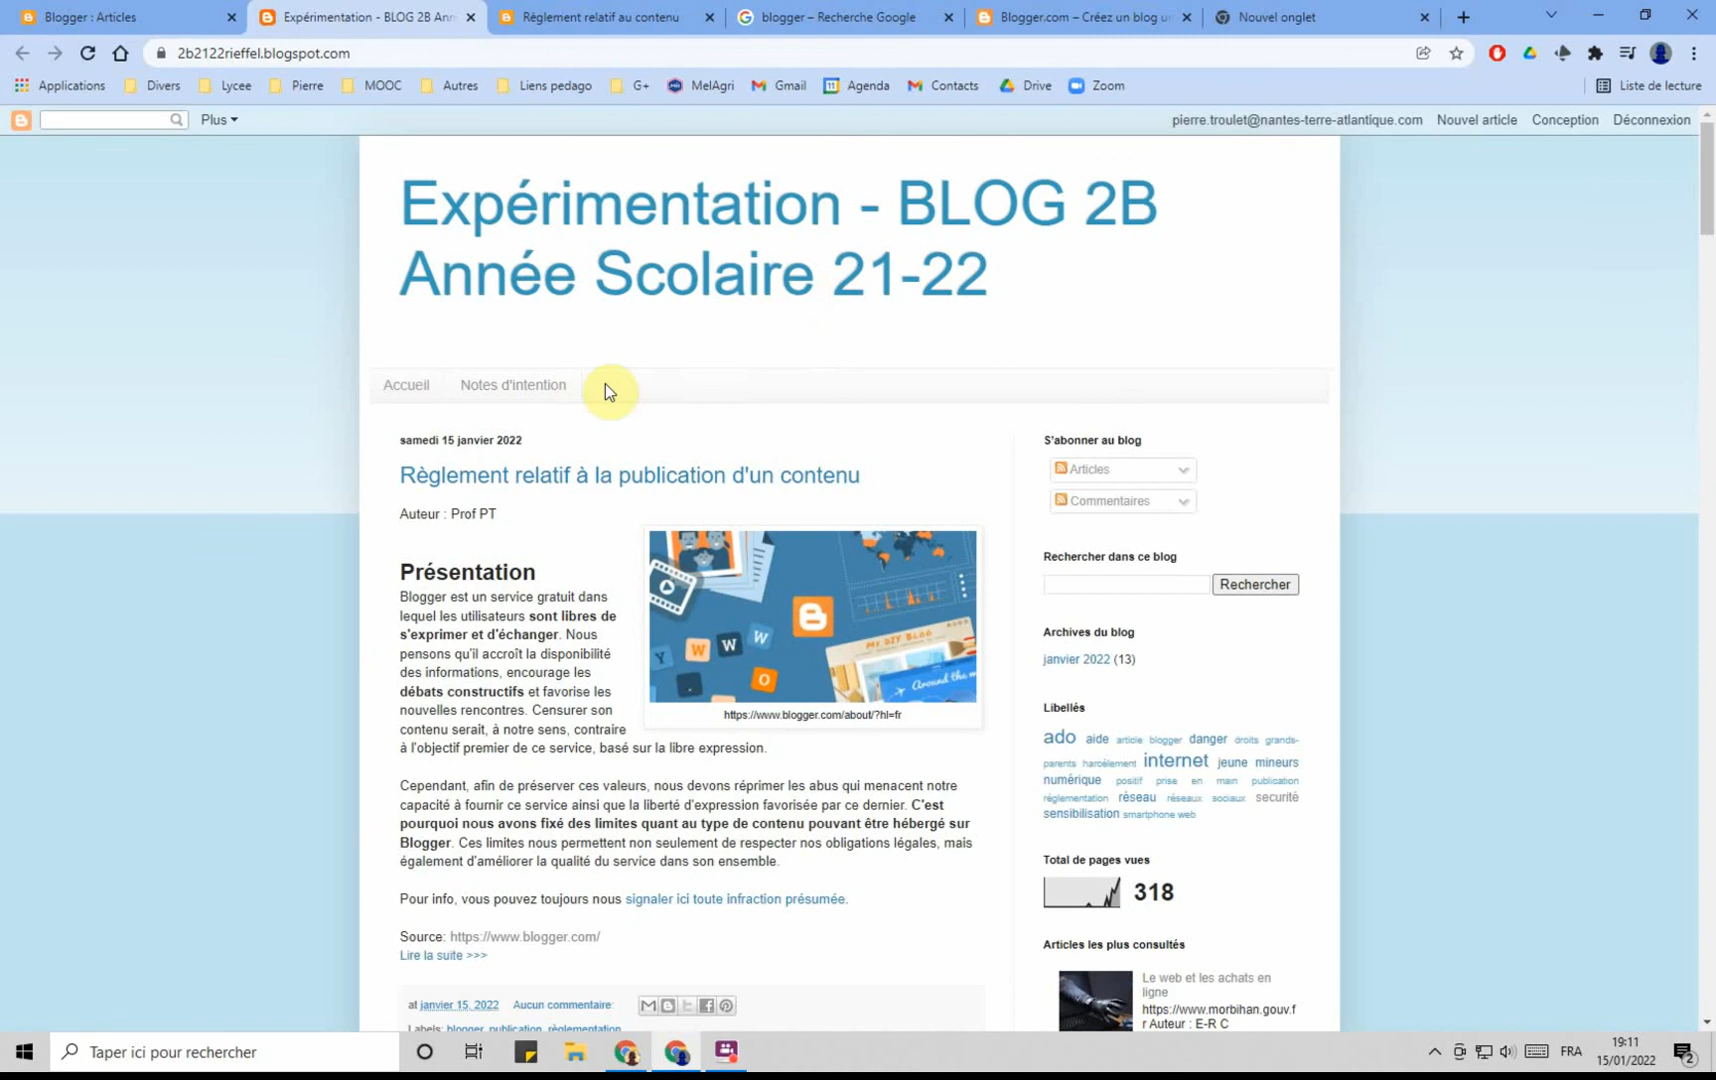 Blogger : Articles
Expérimentation - BLOG 2B Ann
Règlement relatif au contenu
blogger – Recherche Google
Blogger.com – Créez un blog u
Nouvel onglet
2b2122rieffel.blogspot.com
Applications
Divers
Lycee
Pierre
MOOC
Autres
Liens pedago
G+
MelAgri
Gmail
Agenda
Contacts
Drive
Zoom
Liste de lecture
Plus
pierre.troulet@nantes-terre-atlantique.com
Nouvel article
Conception
Déconnexion
Expérimentation - BLOG 2B
Année Scolaire 21-22
Accueil
Notes d'intention
samedi 15 janvier 2022
Règlement relatif à la publication d'un contenu
Auteur : Prof PT
Présentation
Blogger est un service gratuit dans
lequel les utilisateurs sont libres de
s'exprimer et d'échanger. Nous
pensons qu'il accroît la disponibilité
des informations, encourage les
débats constructifs et favorise les
nouvelles rencontres. Censurer son
contenu serait, à notre sens, contraire
à l'objectif premier de ce service, basé sur la libre expression.
MY DIY BLOG
Around the
W
W
W
Y
O
https://www.blogger.com/about/?hl=fr
Cependant, afin de préserver ces valeurs, nous devons réprimer les abus qui menacent notre
capacité à fournir ce service ainsi que la liberté d'expression favorisée par ce dernier. C'est
pourquoi nous avons fixé des limites quant au type de contenu pouvant être hébergé sur
Blogger. Ces limites nous permettent non seulement de respecter nos obligations légales, mais
également d'améliorer la qualité du service dans son ensemble.
Pour info, vous pouvez toujours nous signaler ici toute infraction présumée.
Source: https://www.blogger.com/
Lire la suite >>>
at janvier 15, 2022
Aucun commentaire:
Labels: blogger, publication, règlementation
S'abonner au blog
Articles
Commentaires
Rechercher dans ce blog
Rechercher
Archives du blog
janvier 2022 (13)
Libellés
ado aide article blogger danger droits grands-
parents harcèlement internet jeune mineurs
numérique positif prise en main publication
règlementation réseau réseaux sociaux securité
sensibilisation smartphone web
Total de pages vues
318
Articles les plus consultés
Le web et les achats en
ligne
https://www.morbihan.gouv.f
r Auteur : E-R C
Taper ici pour rechercher
FRA
19:11
15/01/2022
2